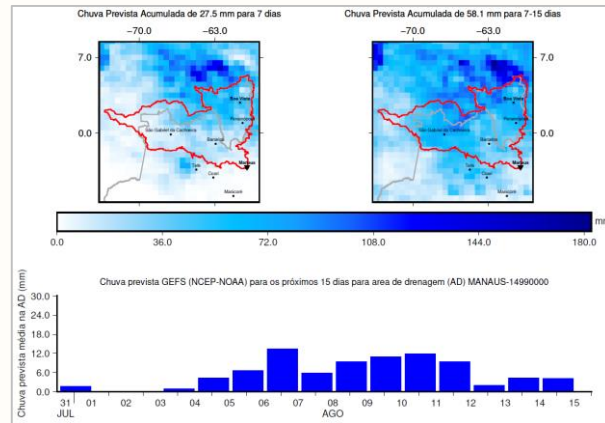 Chuva Prevista Acumulada de 27.5 mm para 7 dias
Chuva Prevista Acumulada de 58.1 mm para 7-15 dias
−70.0 −63.0
−70.0 −63.0
7.0
7.0
Boa Vista
São Gabriel da Cachoeira
Barcelos
0.0
Manaus
Tefé
Coari
Manicoré
Boa Vista
São Gabriel da Cachoeira
Barcelos
0.0
Manaus
Tefé
Coari
Manicoré
mm
0.0 36.0 72.0 108.0 144.0 180.0
Chuva prevista GEFS (NCEP-NOAA) para os próximos 15 dias para area de drenagem (AD) MANAUS-14990000
Chuva prevista média na AD (mm)
30.0
24.0
18.0
12.0
6.0
0.0
31 01 02 03 04 05 06 07 08 09 10 11 12 13 14 15
JUL AGO